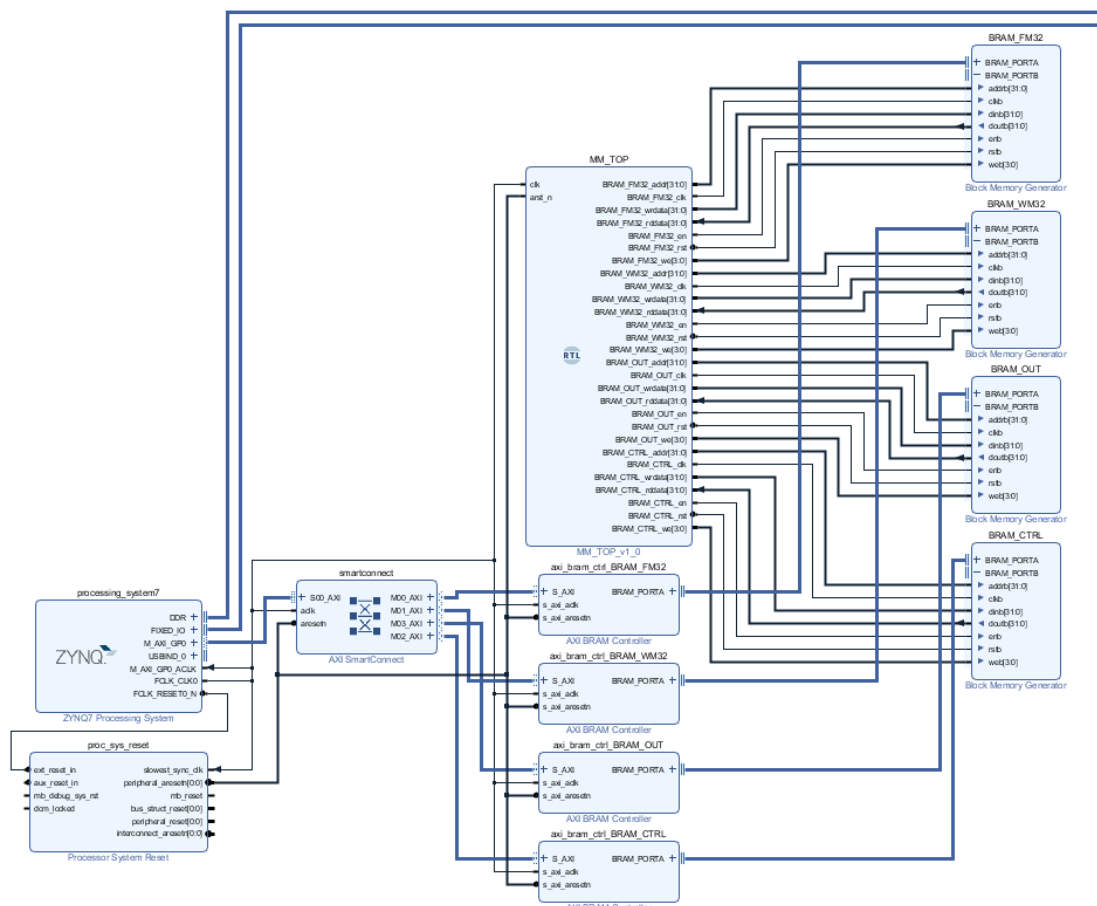 BRAM_FM32
BRAM_PORTA
BRAM_PORTB
addrb[31:0]
clkb
dinb[31:0]
doutb[31:0]
enb
rstb
web[3:0]
Block Memory Generator
MM_TOP
clk
arst_n
BRAM_FM32_addr[31:0]
BRAM_FM32_clk
BRAM_FM32_wrdata[31:0]
BRAM_FM32_rddata[31:0]
BRAM_FM32_en
BRAM_FM32_rst
BRAM_FM32_we[3:0]
BRAM_WM32_addr[31:0]
BRAM_WM32_clk
BRAM_WM32_wrdata[31:0]
BRAM_WM32_rddata[31:0]
BRAM_WM32_en
BRAM_WM32_rst
BRAM_WM32_we[3:0]
BRAM_OUT_addr[31:0]
BRAM_OUT_clk
BRAM_OUT_wrdata[31:0]
BRAM_OUT_rddata[31:0]
BRAM_OUT_en
BRAM_OUT_rst
BRAM_OUT_we[3:0]
BRAM_CTRL_addr[31:0]
BRAM_CTRL_clk
BRAM_CTRL_wrdata[31:0]
BRAM_CTRL_rddata[31:0]
BRAM_CTRL_en
BRAM_CTRL_rst
BRAM_CTRL_we[3:0]
RTL
MM_TOP_v1_0
BRAM_WM32
BRAM_PORTA
BRAM_PORTB
addrb[31:0]
clkb
dinb[31:0]
doutb[31:0]
enb
rstb
web[3:0]
Block Memory Generator
BRAM_OUT
BRAM_PORTA
BRAM_PORTB
addrb[31:0]
clkb
dinb[31:0]
doutb[31:0]
enb
rstb
web[3:0]
Block Memory Generator
BRAM_CTRL
BRAM_PORTA
BRAM_PORTB
addrb[31:0]
clkb
dinb[31:0]
doutb[31:0]
enb
rstb
web[3:0]
Block Memory Generator
processing_system7
DDR
FIXED_IO
M_AXI_GP0
USBIND_0
M_AXI_GP0_ACLK
FCLK_CLK0
FCLK_RESET0_N
ZYNQ
ZYNQ7 Processing System
smartconnect
S00_AXI
aclk
aresetn
M00_AXI
M01_AXI
M03_AXI
M02_AXI
AXI SmartConnect
axi_bram_ctrl_BRAM_FM32
S_AXI
s_axi_aclk
s_axi_aresetn
BRAM_PORTA
AXI BRAM Controller
axi_bram_ctrl_BRAM_WM32
S_AXI
s_axi_aclk
s_axi_aresetn
BRAM_PORTA
AXI BRAM Controller
axi_bram_ctrl_BRAM_OUT
S_AXI
s_axi_aclk
s_axi_aresetn
BRAM_PORTA
AXI BRAM Controller
axi_bram_ctrl_BRAM_CTRL
S_AXI
s_axi_aclk
s_axi_aresetn
BRAM_PORTA
AXI BRAM Controller
proc_sys_reset
ext_reset_in
aux_reset_in
mb_debug_sys_rst
dcm_locked
slowest_sync_clk
peripheral_aresetn[0:0]
mb_reset
bus_struct_reset[0:0]
peripheral_reset[0:0]
interconnect_aresetn[0:0]
Processor System Reset